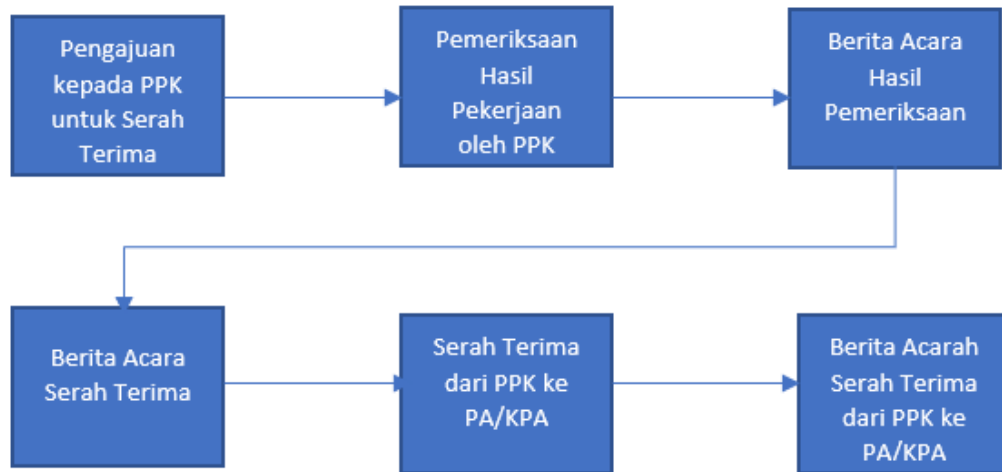 Pengajuan
kepada PPK
untuk Serah
Terima
Pemeriksaan
Hasil
Pekerjaan
oleh PPK
Berita Acara
Hasil
Pemeriksaan
Berita Acara
Serah Terima
Serah Terima
dari PPK ke
PA/KPA
Berita Acarah
Serah Terima
dari PPK ke
PA/KPA